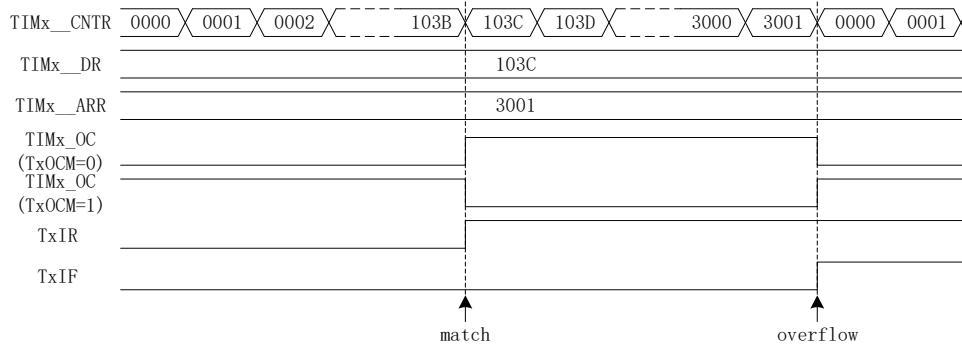 TIMx__CNTR 0000 0001 0002 103B 103C 103D 3000 3001 0000 0001
TIMx__DR 103C
TIMx__ARR 3001
TIMx_OC
(TxOCM=0)
TIMx_OC
(TxOCM=1)
TxIR
TxIF
match overflow